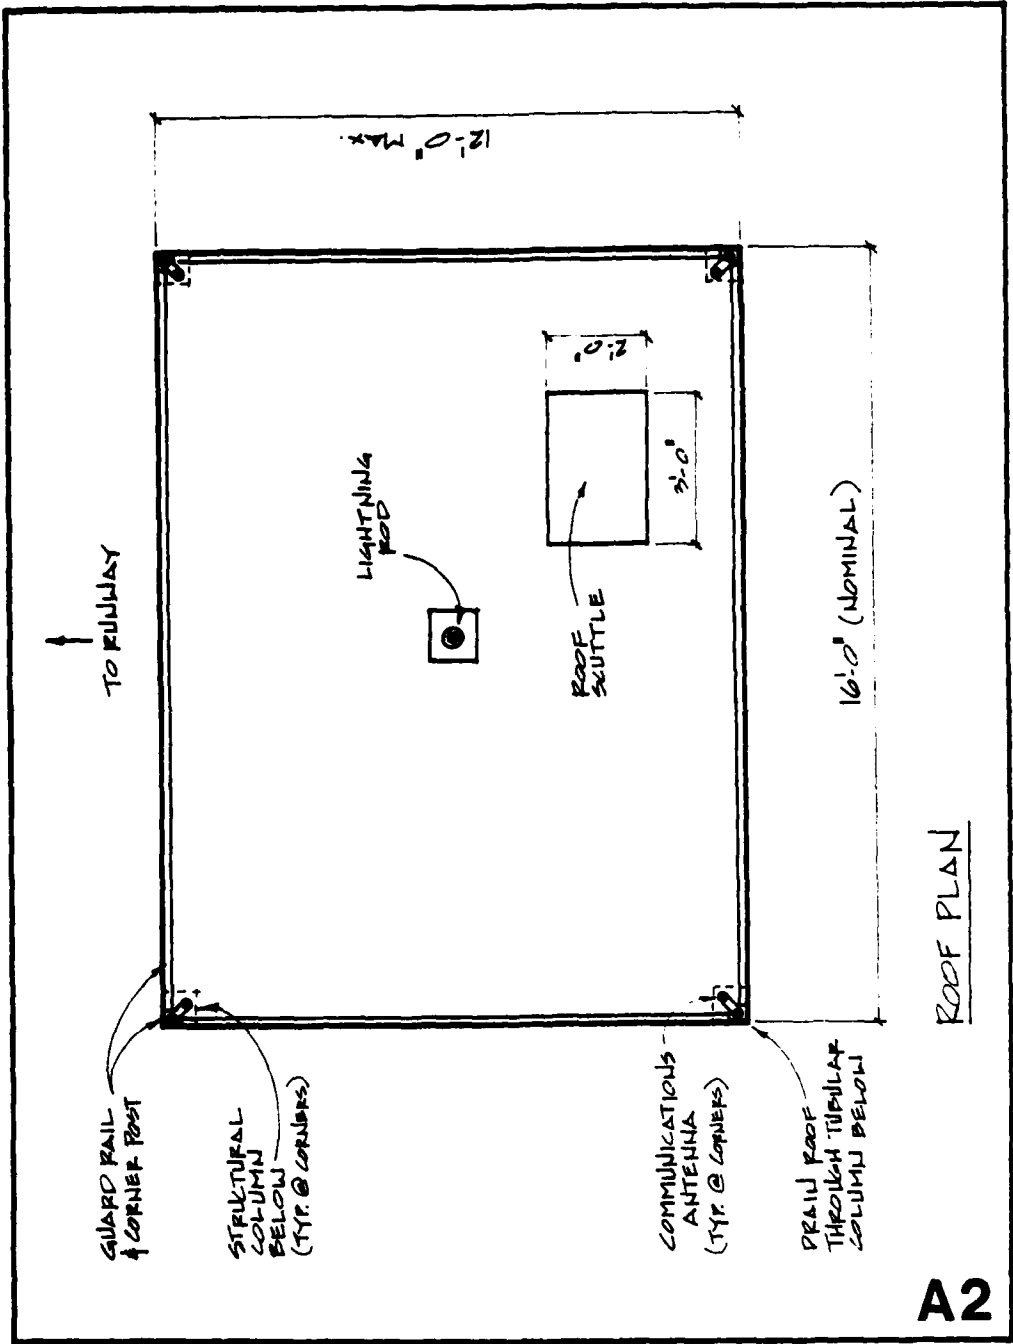 TO RUNWAY
12'-0" MAX.
LIGHTNING
ROD
2'-0"
3'-0"
ROOF
SCUTTLE
16'-0" (NOMINAL)
GUARD RAIL
& CORNER POST
STRUCTURAL
COLUMN
BELOW
(TYP. @ CORNERS)
COMMUNICATIONS
ANTENNA
(TYP. @ CORNERS)
DRAIN ROOF
THROUGH TUBULAR
COLUMN BELOW
ROOF PLAN
A2